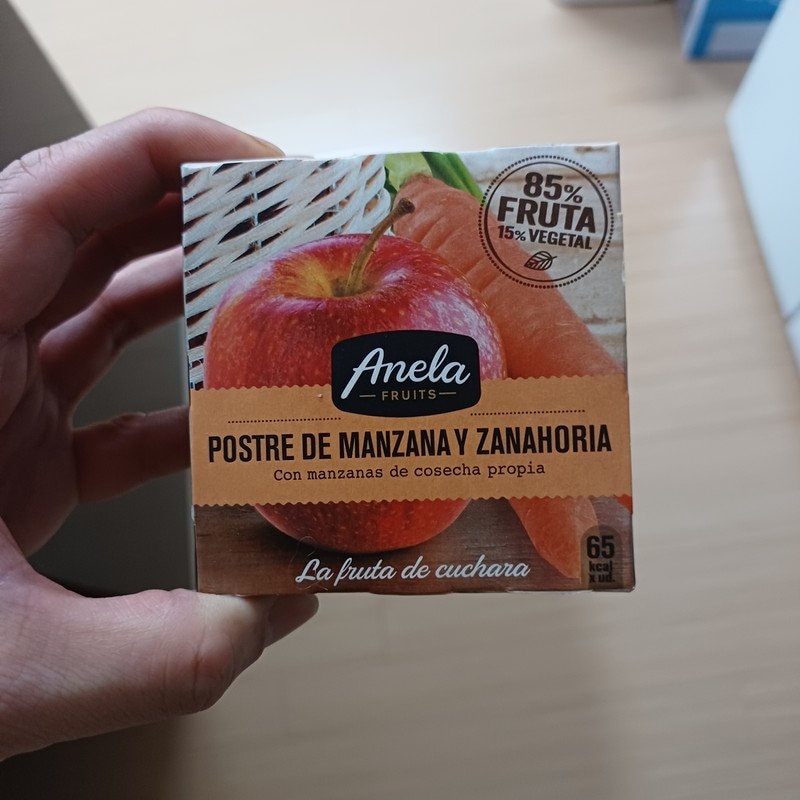 85%
FRUTA
15% VEGETAL
Anela
FRUITS
POSTRE DE MANZANA Y ZANAHORIA
Con manzanas de cosecha propia
La fruta de cuchara
65
kcal
x ud.